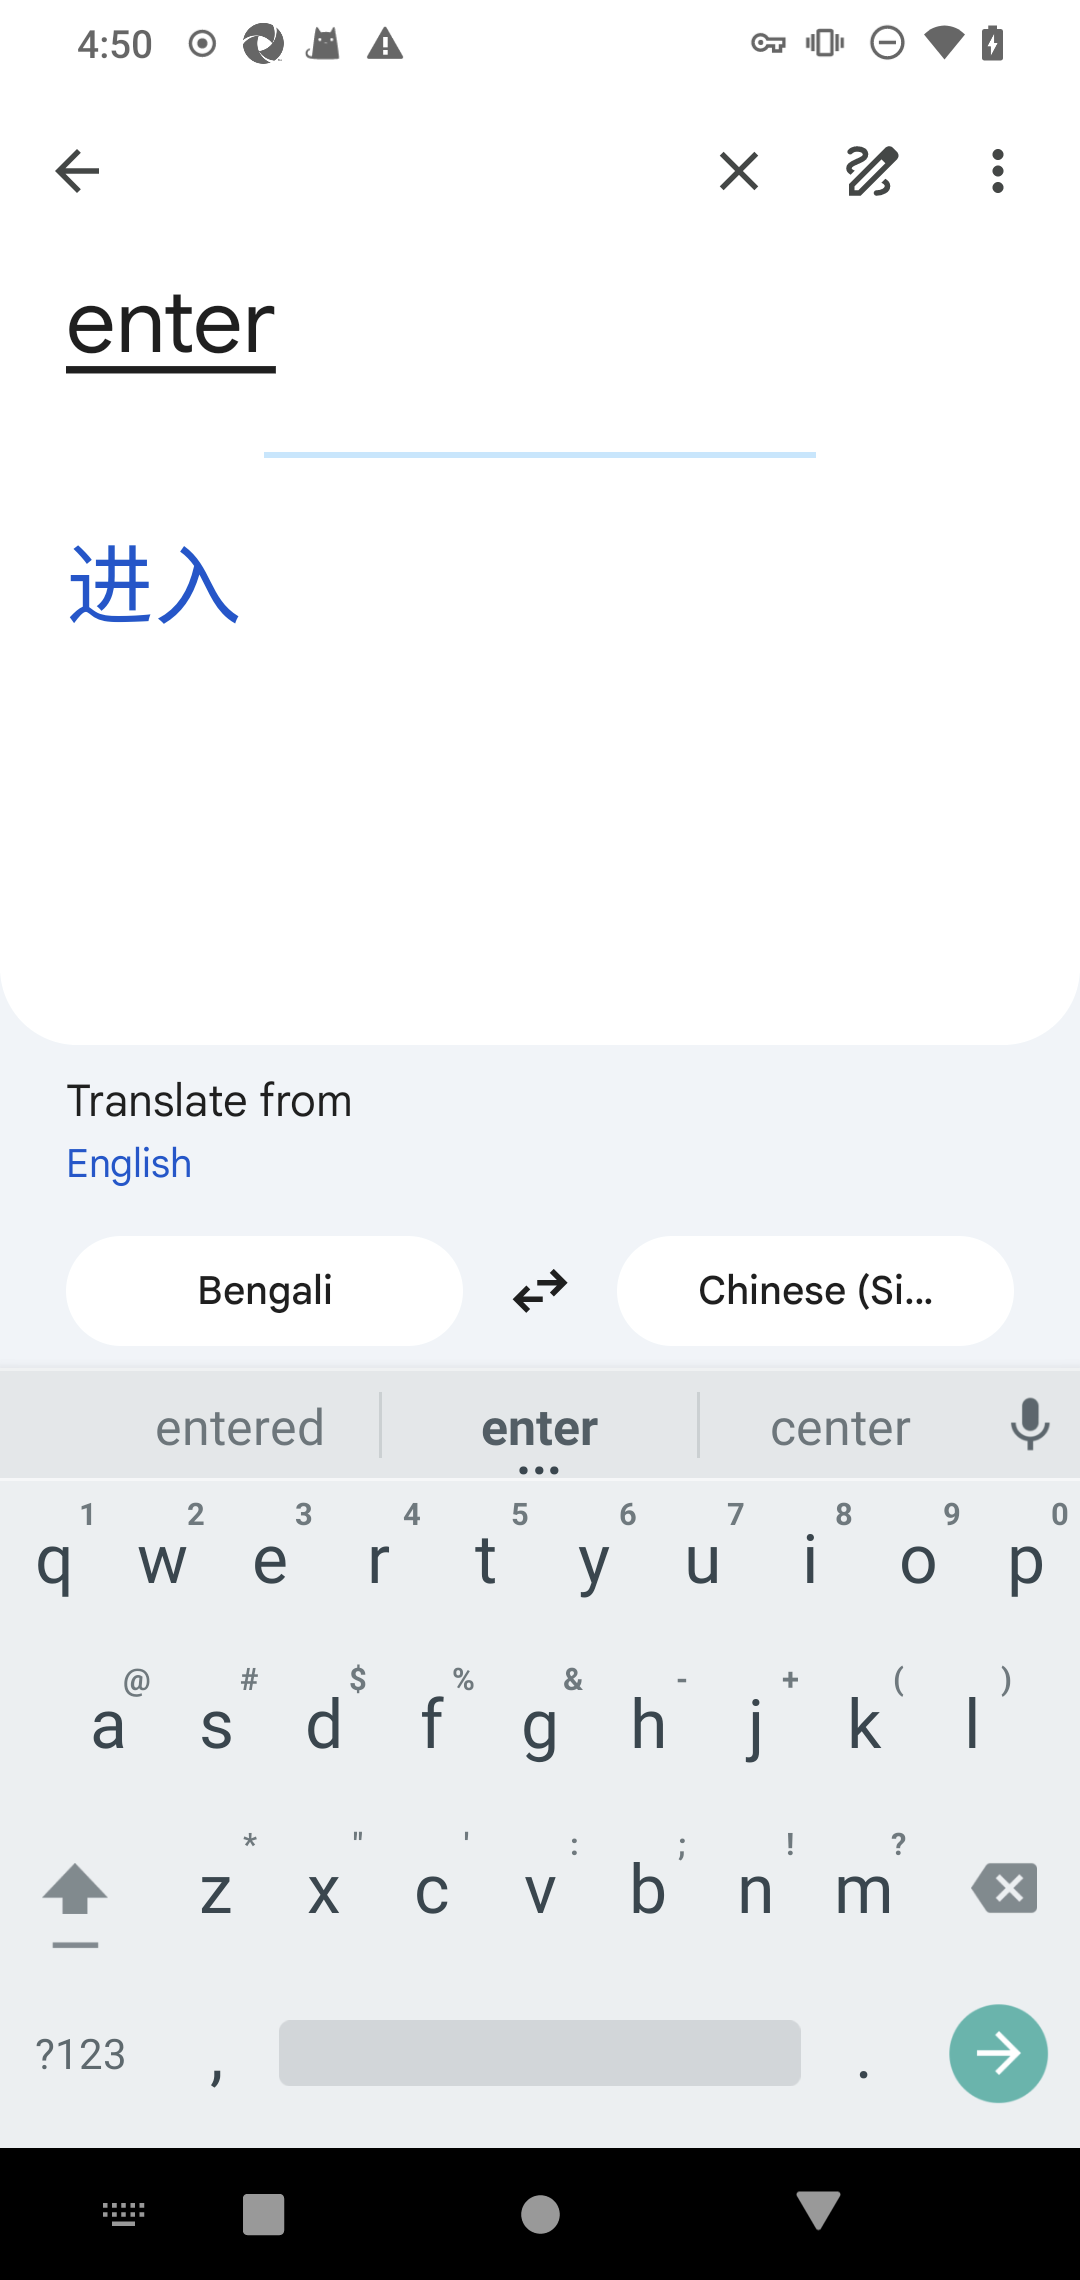 4:50
enter
进入
Translate from
English
Bengali
Chinese (Si...
entered
enter
center
1 2 3 4 5 6 7 8 9 0
q w e r t y u i o p
@ # $ % & - + ( )
a s d f g h j k l
* " ' : ; ! ?
z x c v b n m
?123 , .